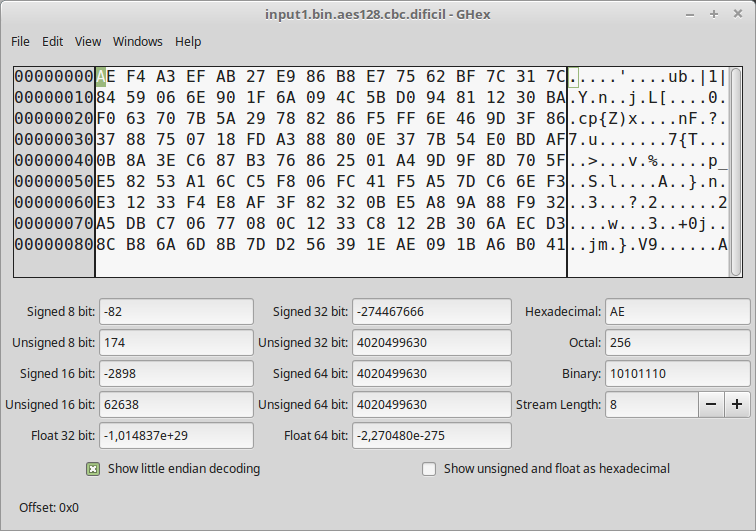 input1.bin.aes128.cbc.dificil - GHex
File Edit View Windows Help
00000000 AE F4 A3 EF AB 27 E9 86 B8 E7 75 62 BF 7C 31 7C .....'....ub.|1|
00000010 84 59 06 6E 90 1F 6A 09 4C 5B D0 94 81 12 30 BA .Y.n..j.L[....0.
00000020 F0 63 70 7B 5A 29 78 82 86 F5 FF 6E 46 9D 3F 86 .cp{Z)x....nF.?.
00000030 37 88 75 07 18 FD A3 88 80 0E 37 7B 54 E0 BD AF 7.u.......7{T...
00000040 0B 8A 3E C6 87 B3 76 86 25 01 A4 9D 9F 8D 70 5F ..>...v.%.....p_
00000050 E5 82 53 A1 6C C5 F8 06 FC 41 F5 A5 7D C6 6E F3 ..S.l....A..}.n.
00000060 E3 12 33 F4 E8 AF 3F 82 32 0B E5 A8 9A 88 F9 32 ..3...?.2......2
00000070 A5 DB C7 06 77 08 0C 12 33 C8 12 2B 30 6A EC D3 ....w...3..+0j..
00000080 8C B8 6A 6D 8B 7D D2 56 39 1E AE 09 1B A6 B0 41 ..jm.}.V9......A
Signed 8 bit: -82 Signed 32 bit: -274467666 Hexadecimal: AE
Unsigned 8 bit: 174 Unsigned 32 bit: 4020499630 Octal: 256
Signed 16 bit: -2898 Signed 64 bit: 4020499630 Binary: 10101110
Unsigned 16 bit: 62638 Unsigned 64 bit: 4020499630 Stream Length: 8
Float 32 bit: -1,014837e+29 Float 64 bit: -2,270480e-275
Show little endian decoding Show unsigned and float as hexadecimal
Offset: 0x0